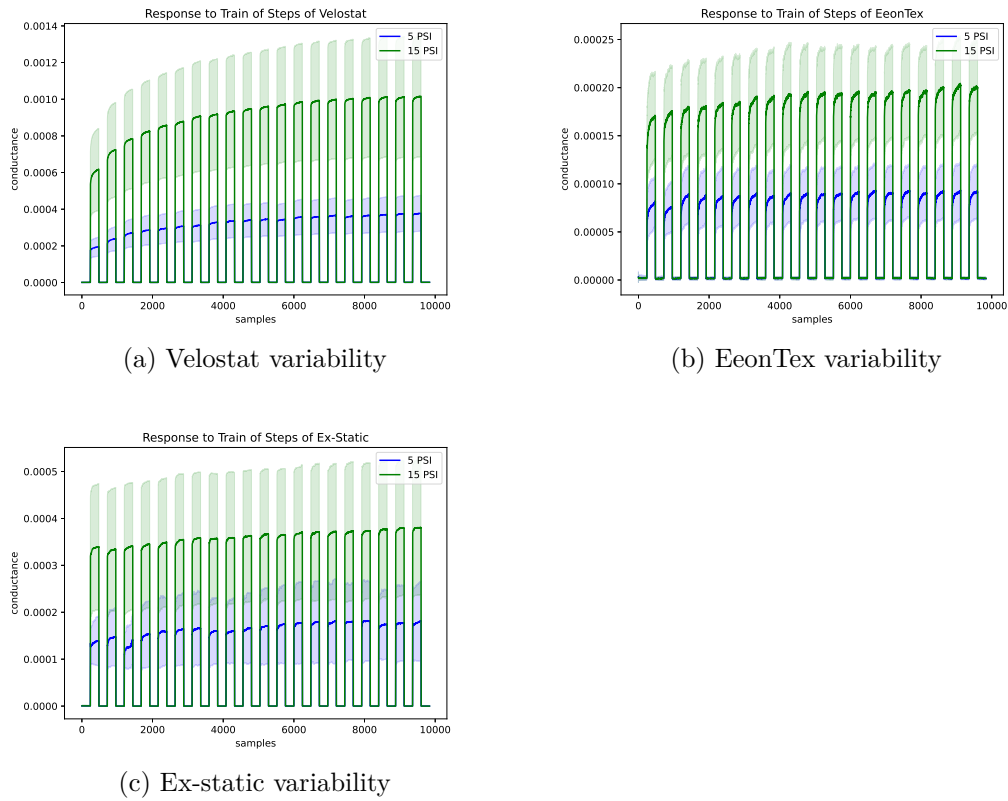 Response to Train of Steps of Velostat
0.0014
0.0012
0.0010
0.0008
0.0006
0.0004
0.0002
0.0000
conductance
5 PSI
15 PSI
0
2000
4000
6000
8000
10000
samples
(a) Velostat variability
Response to Train of Steps of EeonTex
0.00025
0.00020
0.00015
0.00010
0.00005
0.00000
conductance
5 PSI
15 PSI
0
2000
4000
6000
8000
10000
samples
(b) EeonTex variability
Response to Train of Steps of Ex-Static
0.0005
0.0004
0.0003
0.0002
0.0001
0.0000
conductance
5 PSI
15 PSI
0
2000
4000
6000
8000
10000
samples
(c) Ex-static variability